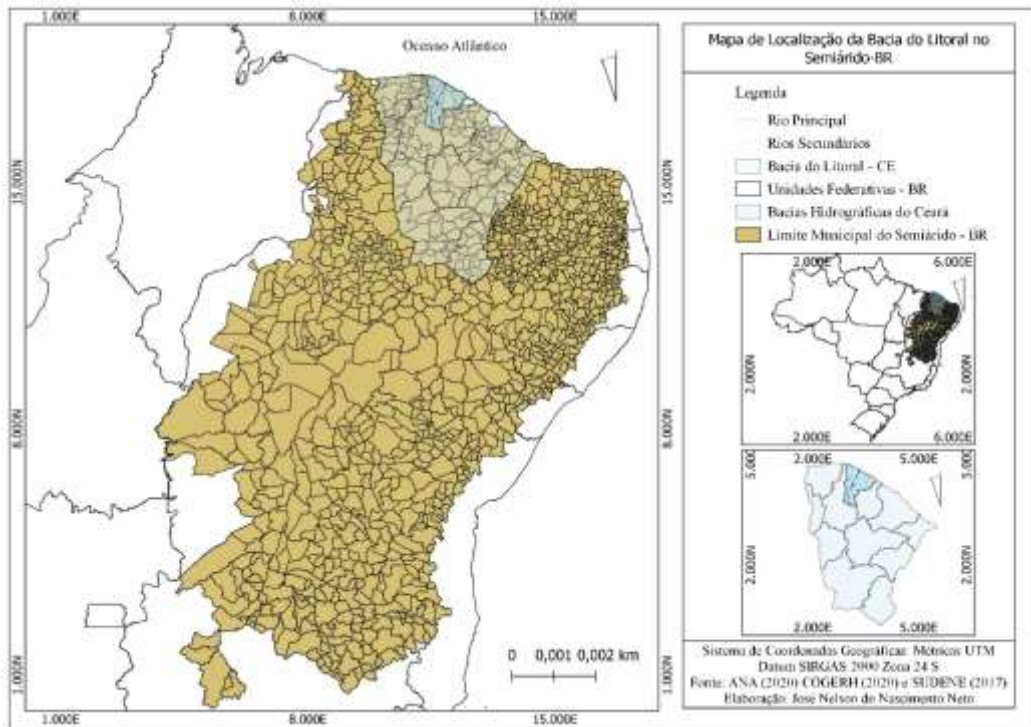 1.000E 8.000E 15.000E
Oceano Atlântico
15.000N
15.000N
8.000N
8.000N
1.000N
1.000N
0 0,001 0,002 km
1.000E 8.000E 15.000E
Mapa de Localização da Bacia do Litoral no
Semiárido-BR
Legenda
Rio Principal
Rios Secundários
Bacia do Litoral - CE
Unidades Federativas - BR
Bacias Hidrográficas do Ceará
Limite Municipal do Semiárido - BR
2.000E 6.000E
2.000N
2.000N
2.000E 6.000E
2.000E 5.000E
5.000N
2.000N
2.000N
2.000E 5.000E
Sistema de Coordenadas Geográficas: Métricas UTM
Datum SIRGAS 2000 Zona 24 S
Fonte: ANA (2020) COGERH (2020) e SUDENE (2017)
Elaboração: José Nelson do Nascimento Neto